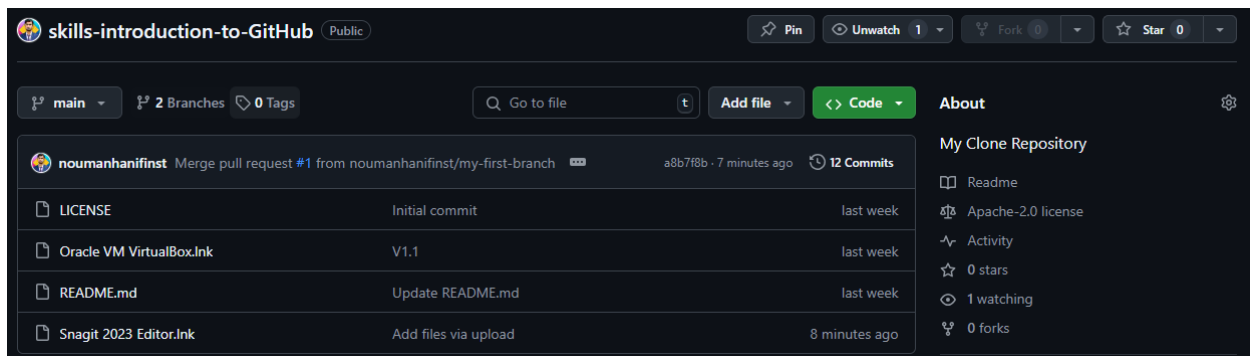 skills-introduction-to-GitHub Public Pin Unwatch 1 Fork 0 Star 0
main 2 Branches 0 Tags Go to file t Add file Code
noumanhanifinst Merge pull request #1 from noumanhanifinst/my-first-branch a8b7f8b · 7 minutes ago 12 Commits
LICENSE Initial commit last week
Oracle VM VirtualBox.lnk V1.1 last week
README.md Update README.md last week
Snagit 2023 Editor.lnk Add files via upload 8 minutes ago
About
My Clone Repository
Readme
Apache-2.0 license
Activity
0 stars
1 watching
0 forks